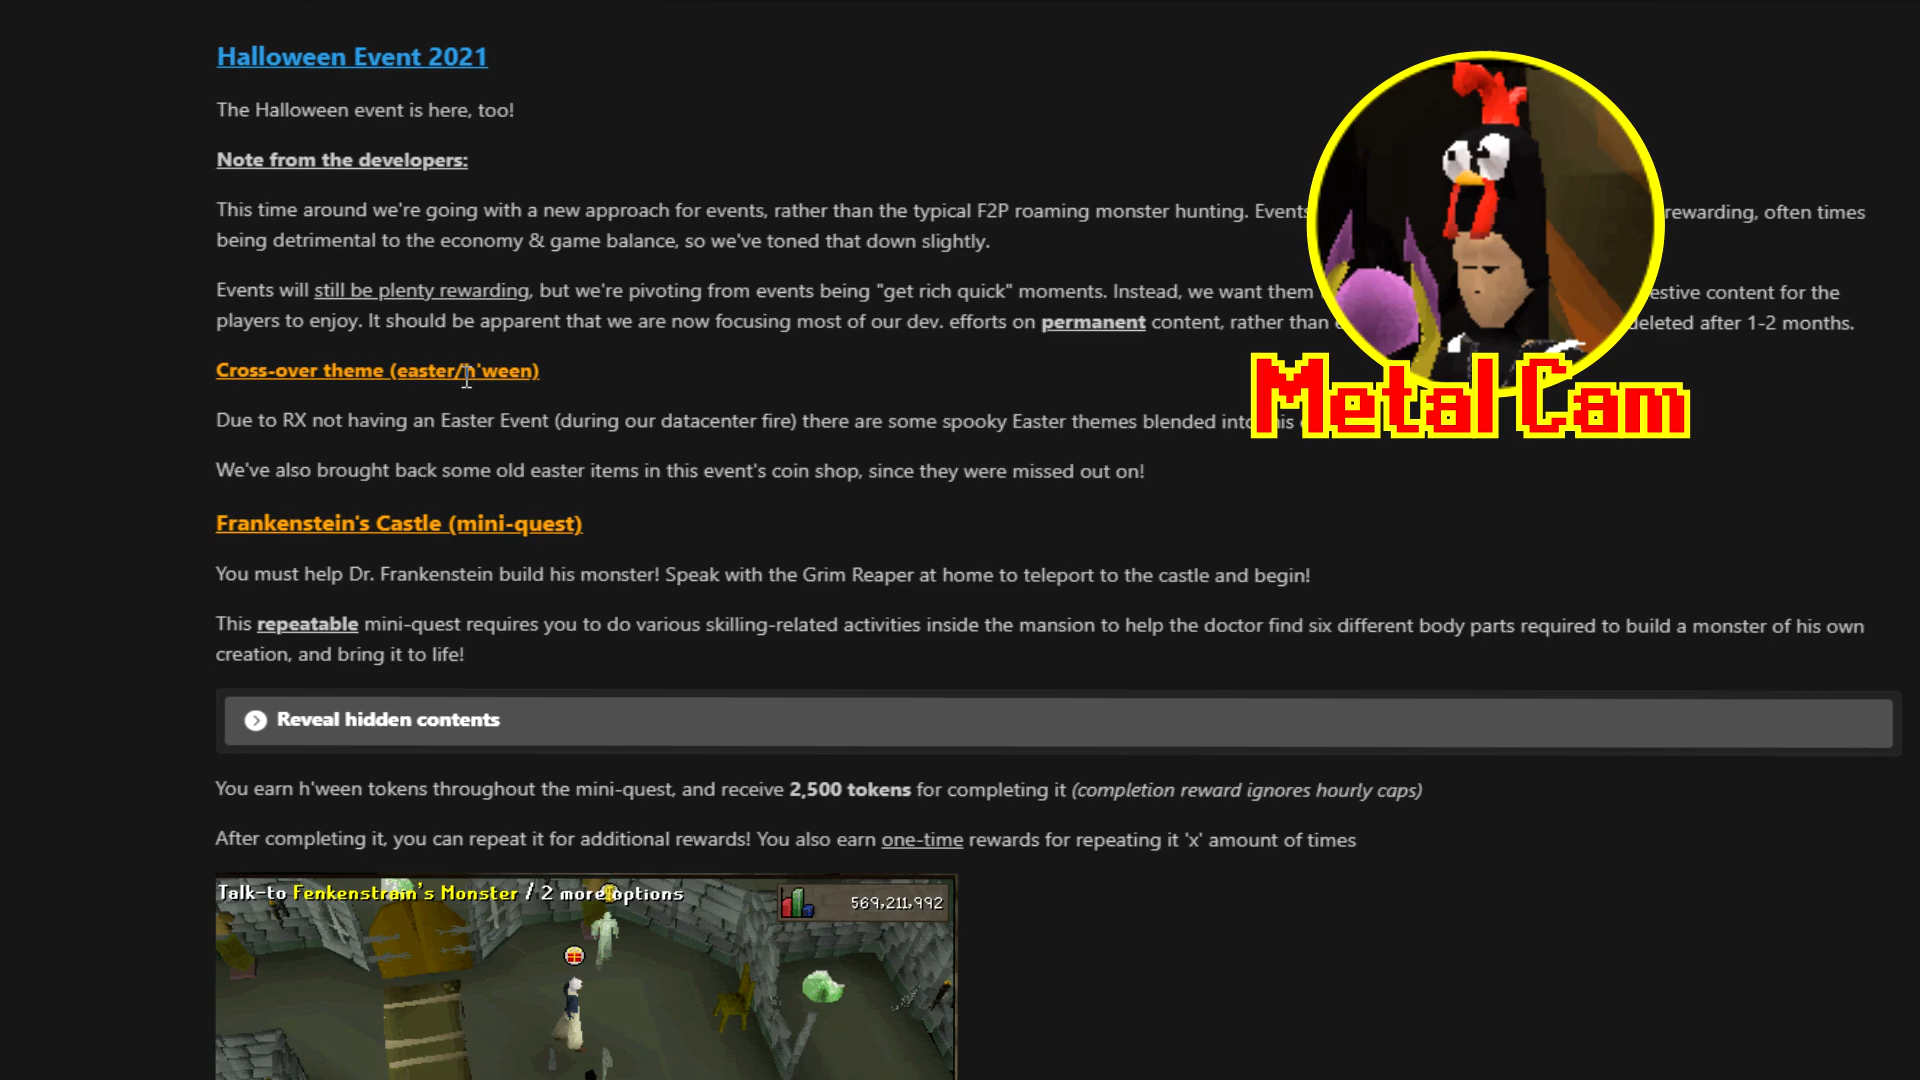 Halloween Event 2021
The Halloween event is here, too!
Note from the developers:
This time around we're going with a new approach for events, rather than the typical F2P roaming monster hunting. Events rewarding, often times
being detrimental to the economy & game balance, so we've toned that down slightly.
Events will still be plenty rewarding, but we're pivoting from events being "get rich quick" moments. Instead, we want them estive content for the
players to enjoy. It should be apparent that we are now focusing most of our dev. efforts on permanent content, rather than deleted after 1-2 months.
Cross-over theme (easter/h'ween)
Due to RX not having an Easter Event (during our datacenter fire) there are some spooky Easter themes blended into
Metal Cam
We've also brought back some old easter items in this event's coin shop, since they were missed out on!
Frankenstein's Castle (mini-quest)
You must help Dr. Frankenstein build his monster! Speak with the Grim Reaper at home to teleport to the castle and begin!
This repeatable mini-quest requires you to do various skilling-related activities inside the mansion to help the doctor find six different body parts required to build a monster of his own
creation, and bring it to life!
Reveal hidden contents
You earn h'ween tokens throughout the mini-quest, and receive 2,500 tokens for completing it (completion reward ignores hourly caps)
After completing it, you can repeat it for additional rewards! You also earn one-time rewards for repeating it 'x' amount of times
Talk-to Fenkenstrain's Monster / 2 more options
569,211,992